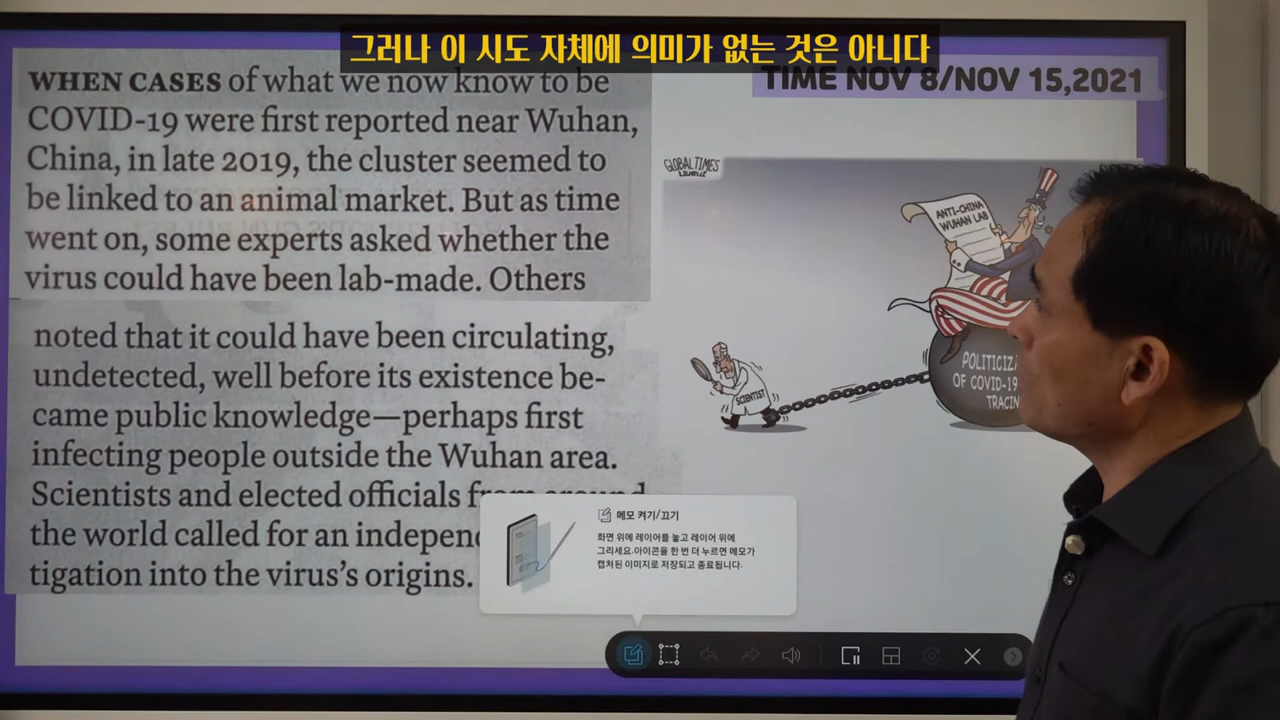 그러나 이 시도 자체에 의미가 없는 것은 아니다
TIME NOV 8/NOV 15,2021
WHEN CASES of what we now know to be
COVID-19 were first reported near Wuhan,
China, in late 2019, the cluster seemed to
be linked to an animal market. But as time
went on, some experts asked whether the
virus could have been lab-made. Others
noted that it could have been circulating,
undetected, well before its existence be-
came public knowledge—perhaps first
infecting people outside the Wuhan area.
Scientists and elected officials from around
the world called for an indepen
tigation into the virus's origins.
GLOBAL TIMES
ANTI-CHINA
WUHAN LAB
SCIENTIST
POLITICIZA
OF COVID-19
TRACIN
메모 켜기/끄기
화면 위에 레이어를 놓고 레이어 위에
그리세요.아이콘을 한 번 더 누르면 메모가
캡처된 이미지로 저장되고 종료됩니다.